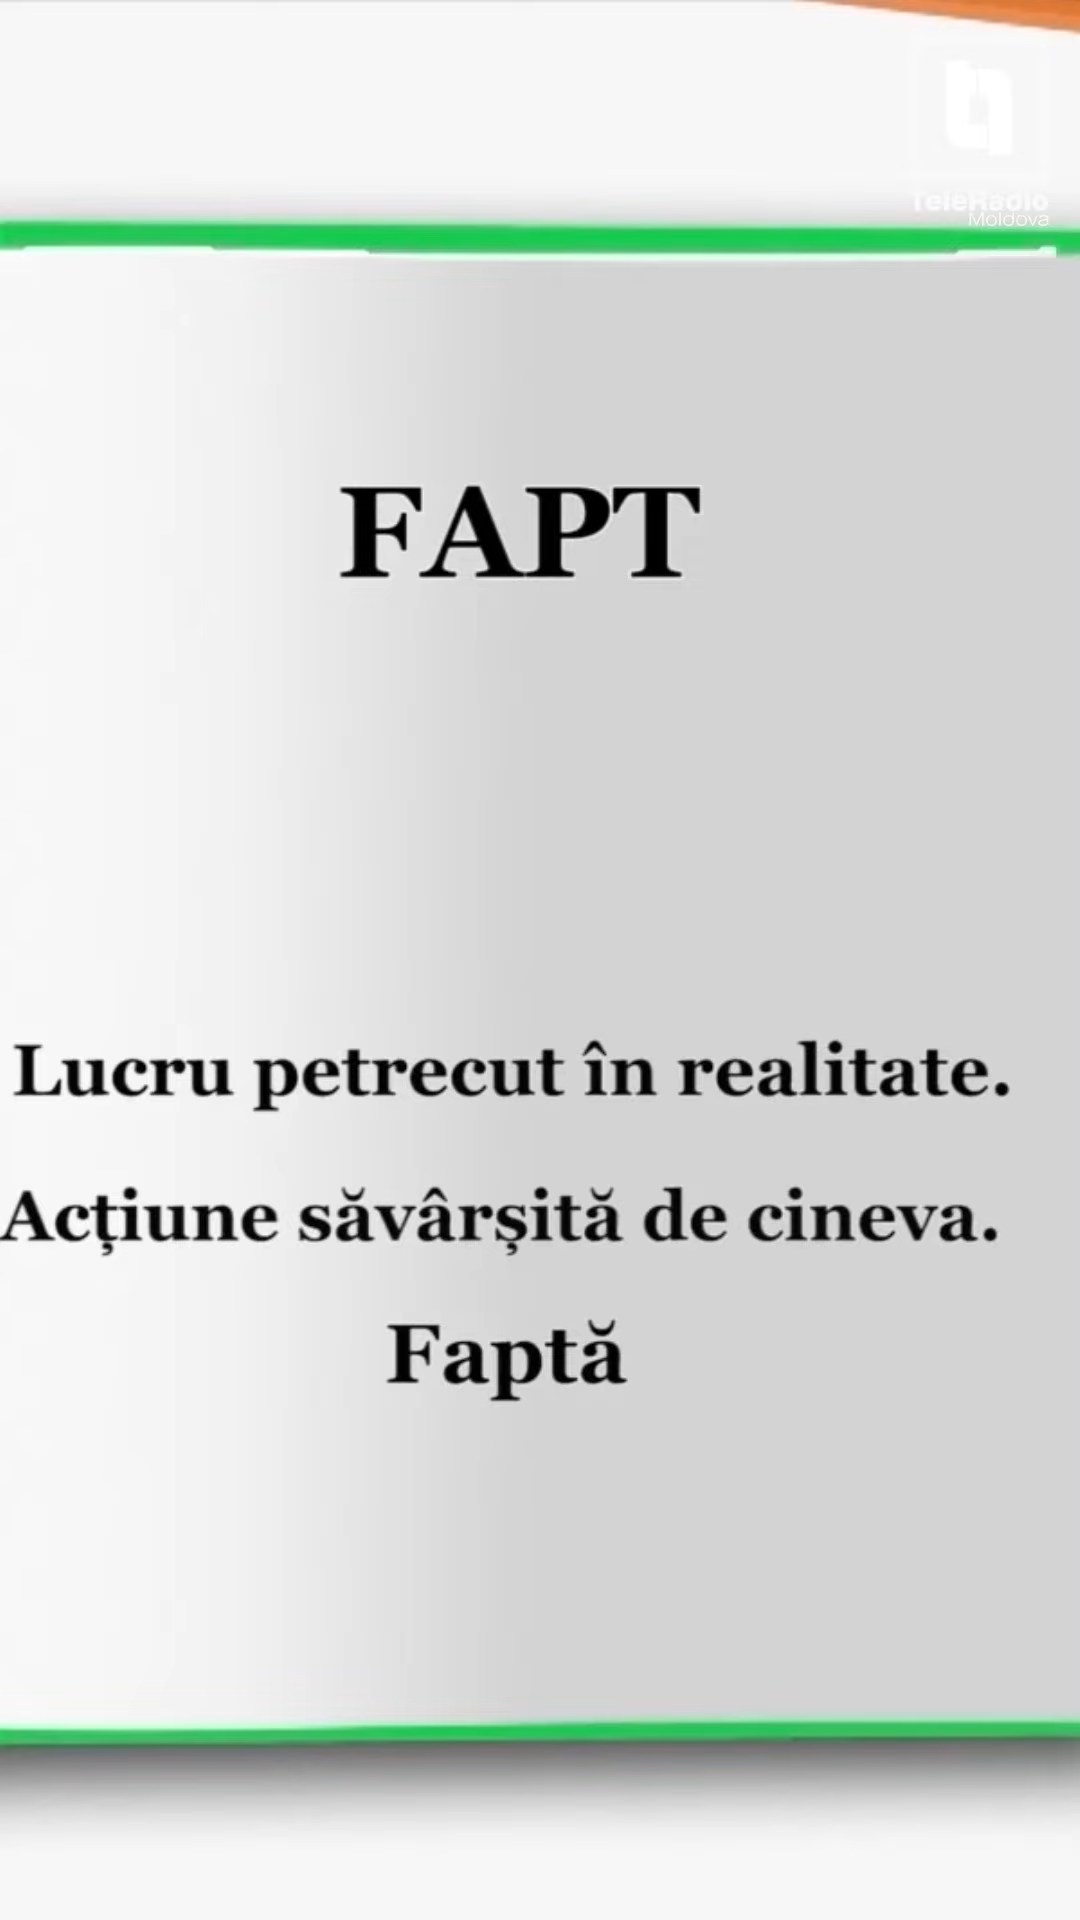 TeleRadio
Moldova
FAPT
Lucru petrecut în realitate.
Acțiune săvârșită de cineva.
Faptă